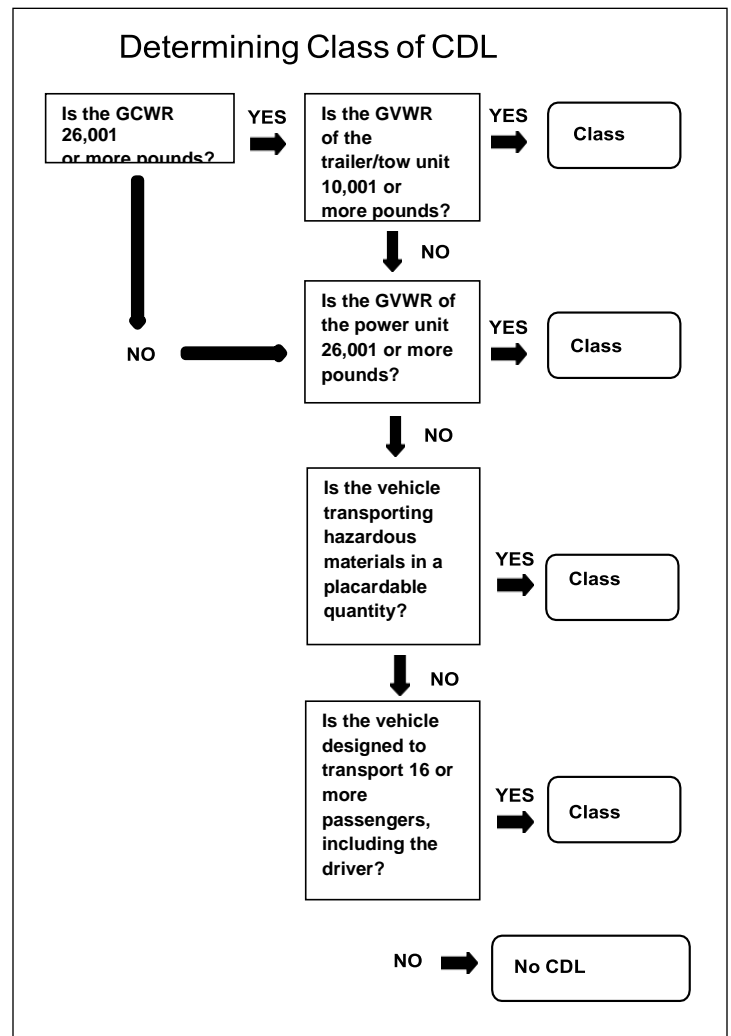 Determining Class of CDL
Is the GCWR
26,001
or more pounds?
YES
Is the GVWR
of the
trailer/tow unit
10,001 or
more pounds?
YES
Class
NO
NO
Is the GVWR of
the power unit
26,001 or more
pounds?
YES
Class
NO
Is the vehicle
transporting
hazardous
materials in a
placardable
quantity?
YES
Class
NO
Is the vehicle
designed to
transport 16 or
more
passengers,
including the
driver?
YES
Class
NO
No CDL